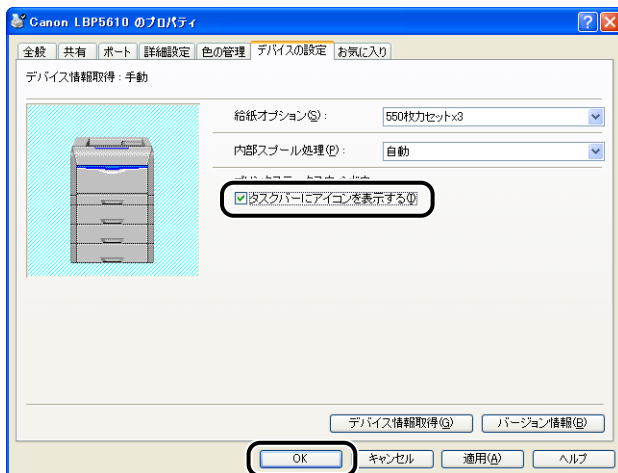 Canon LBP5610 のプロパティ
全般 共有 ポート 詳細設定 色の管理 デバイスの設定 お気に入り
デバイス情報取得 : 手動
給紙オプション(S) : 550枚カセットx3
内部スプール処理(P) : 自動
タスクバーにアイコンを表示する(I)
デバイス情報取得(G) バージョン情報(B)
OK キャンセル 適用(A) ヘルプ